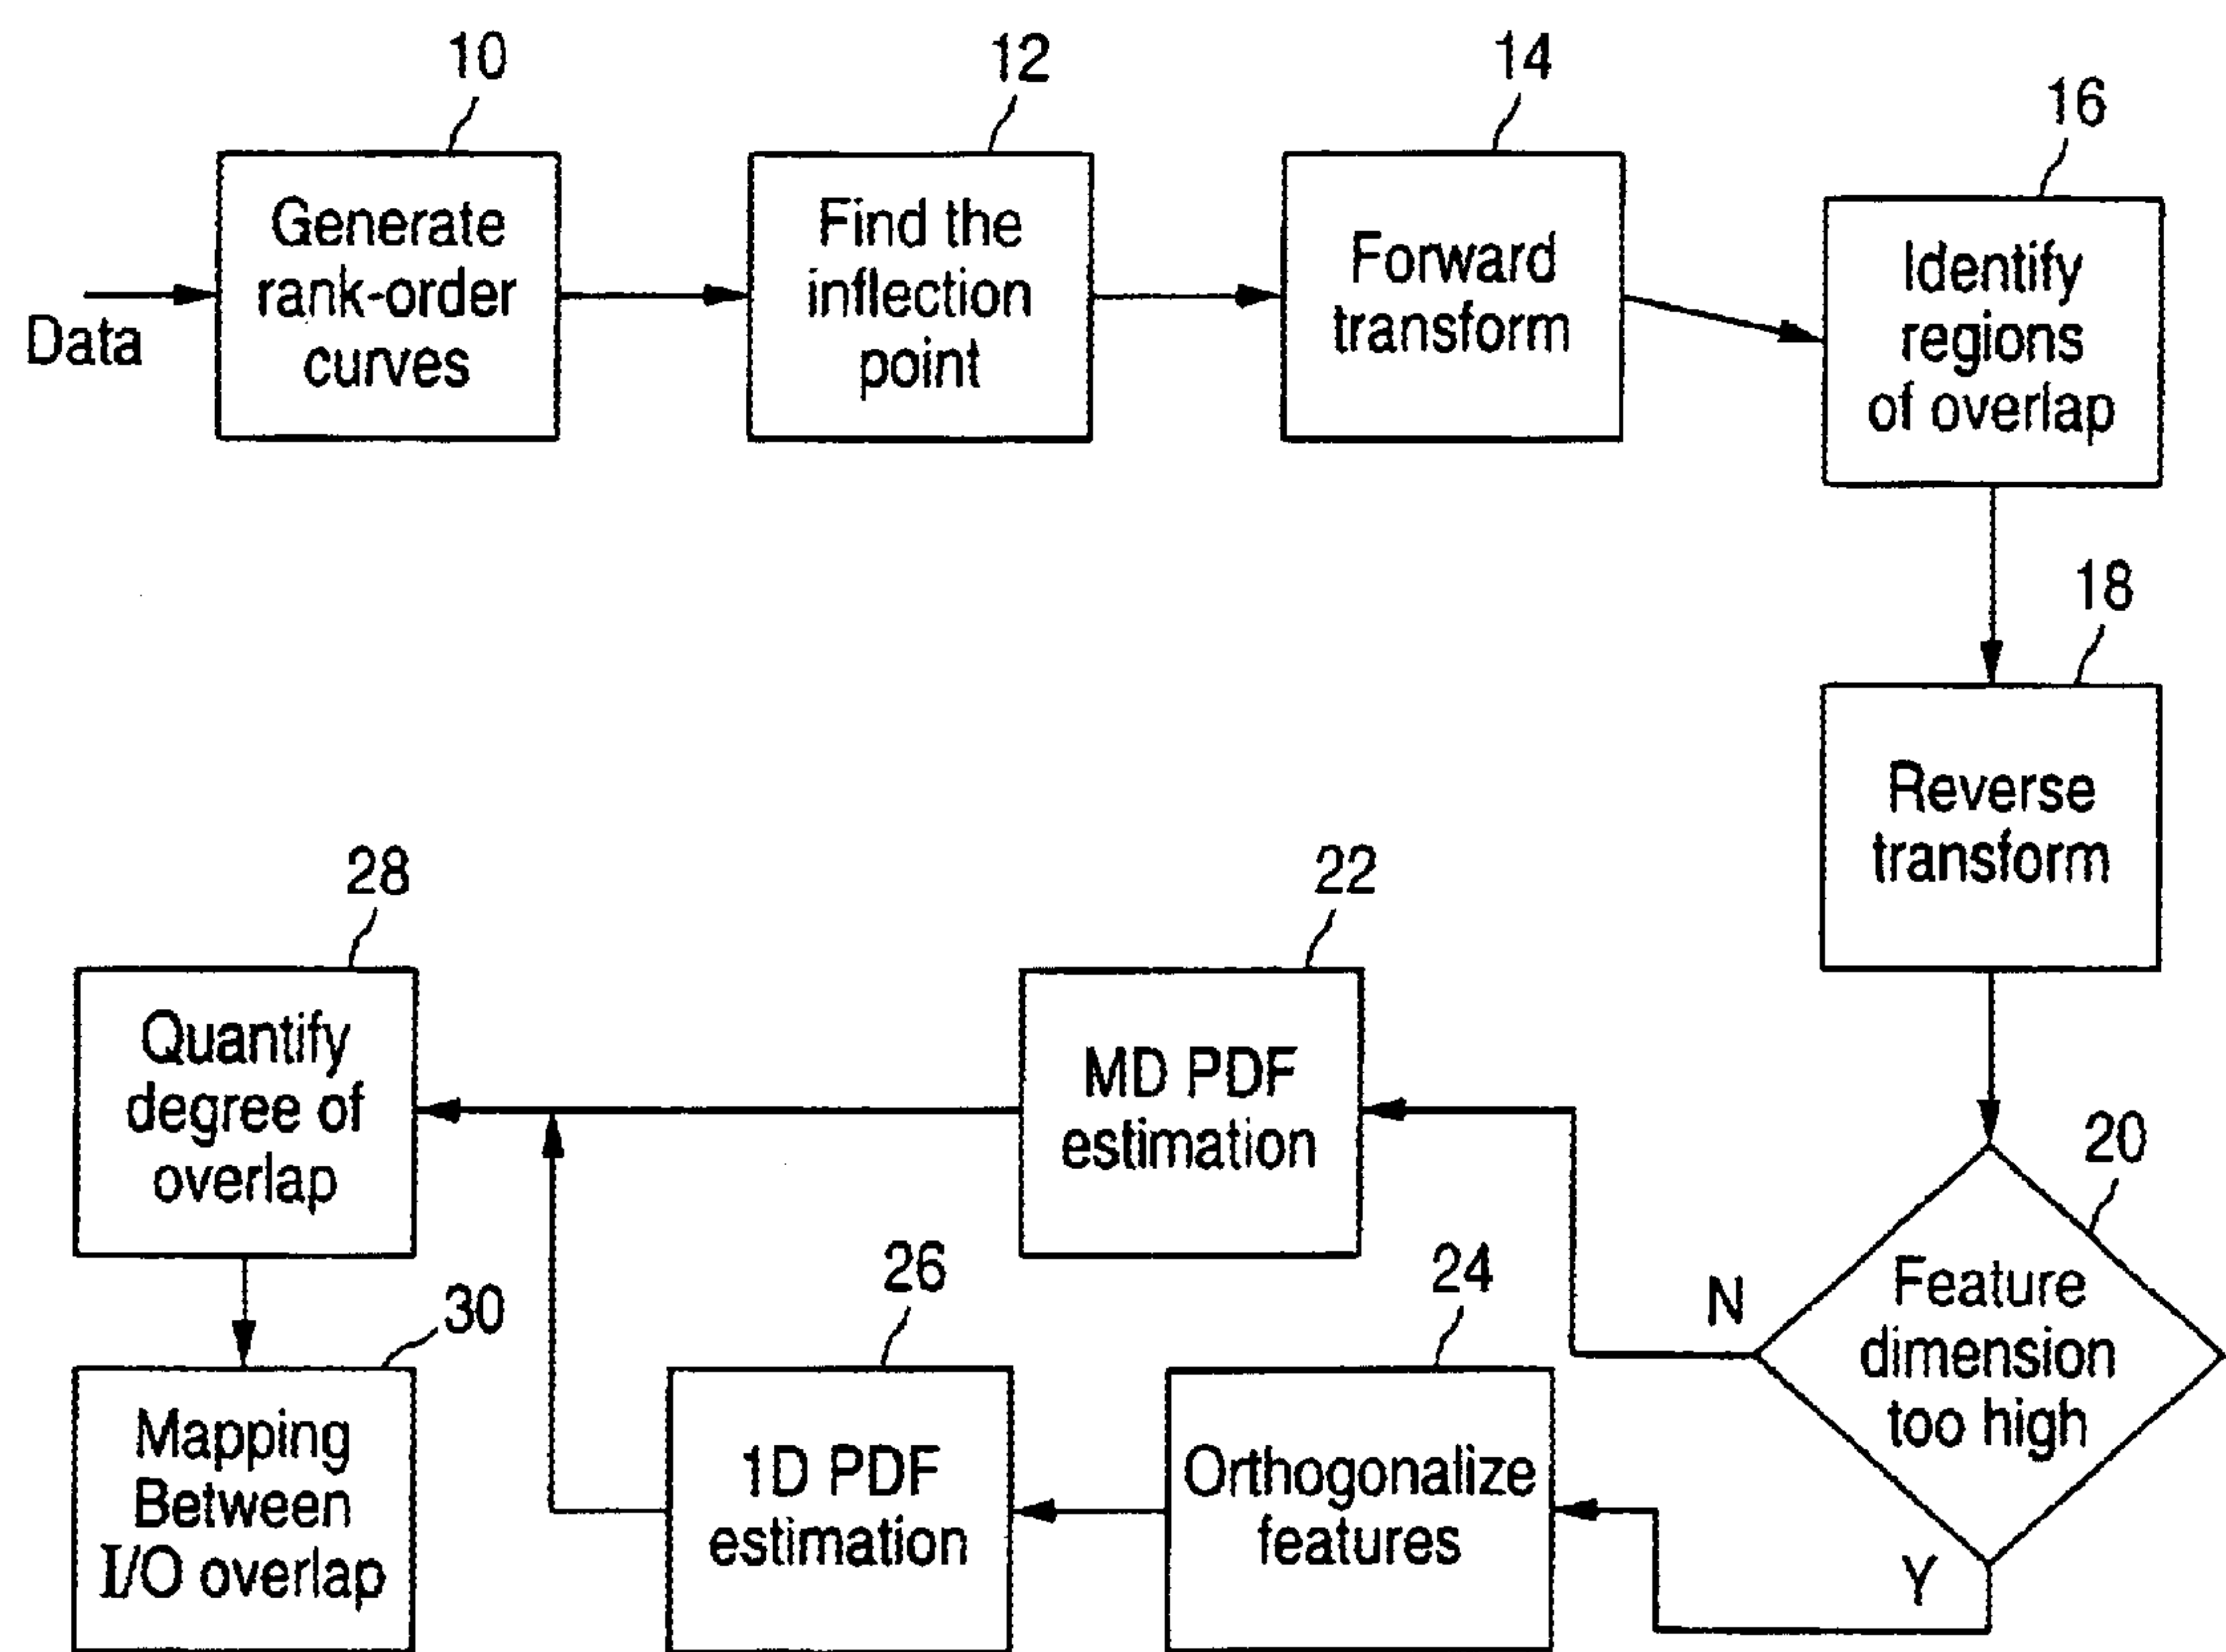 10
12
14
16
Data
Generate
rank-order
curves
Find the
inflection
point
Forward
transform
Identify
regions
of overlap
18
Reverse
transform
20
Feature
dimension
too high
N
Y
22
MD PDF
estimation
24
Orthogonalize
features
26
1D PDF
estimation
28
Quantify
degree of
overlap
30
Mapping
Between
I/O overlap